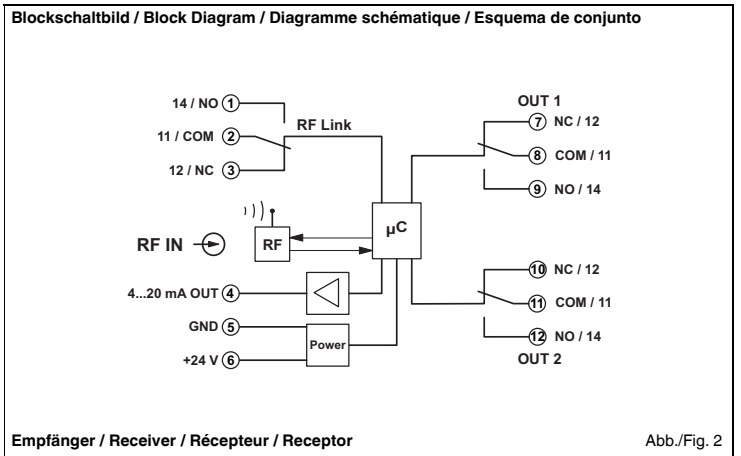 Blockschaltbild / Block Diagram / Diagramme schématique / Esquema de conjunto
14 / NO 1
RF Link
11 / COM 2
12 / NC 3
RF IN
RF
µC
4...20 mA OUT 4
GND 5
Power
+24 V 6
OUT 1
7 NC / 12
8 COM / 11
9 NO / 14
10 NC / 12
11 COM / 11
12 NO / 14
OUT 2
Empfänger / Receiver / Récepteur / Receptor
Abb./Fig. 2